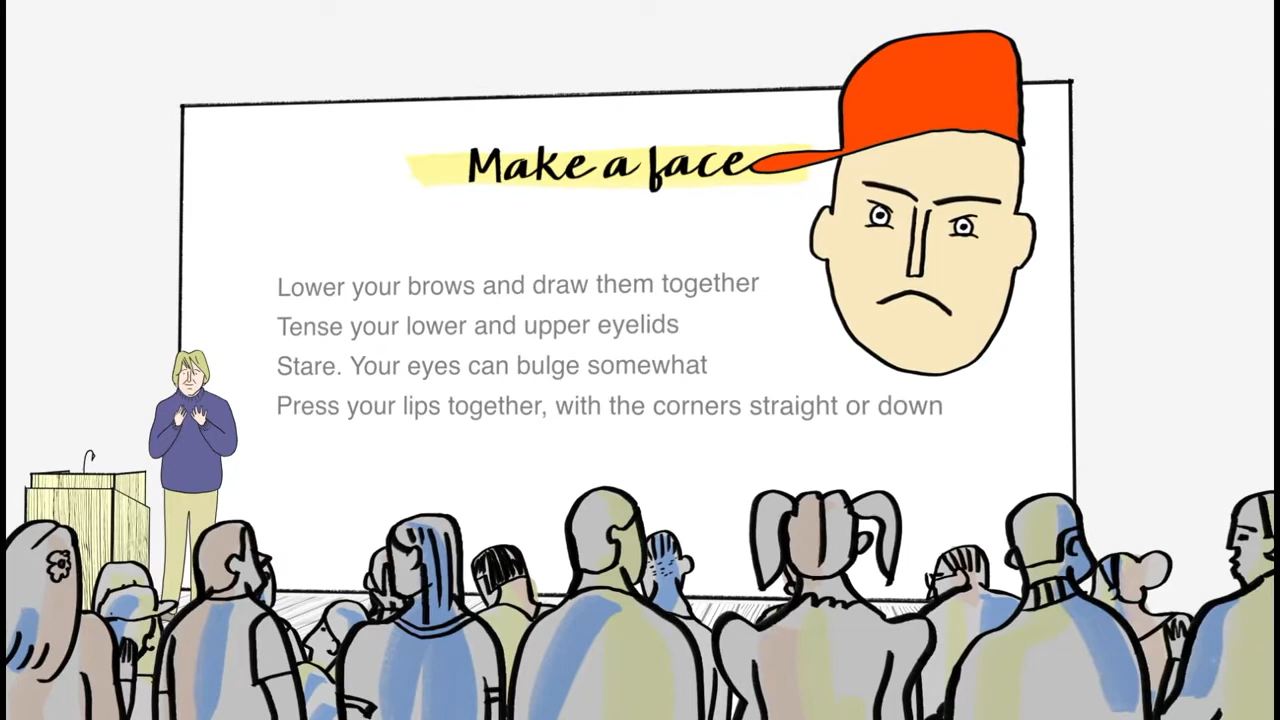 Make a face
Lower your brows and draw them together
Tense your lower and upper eyelids
Stare. Your eyes can bulge somewhat
Press your lips together, with the corners straight or down